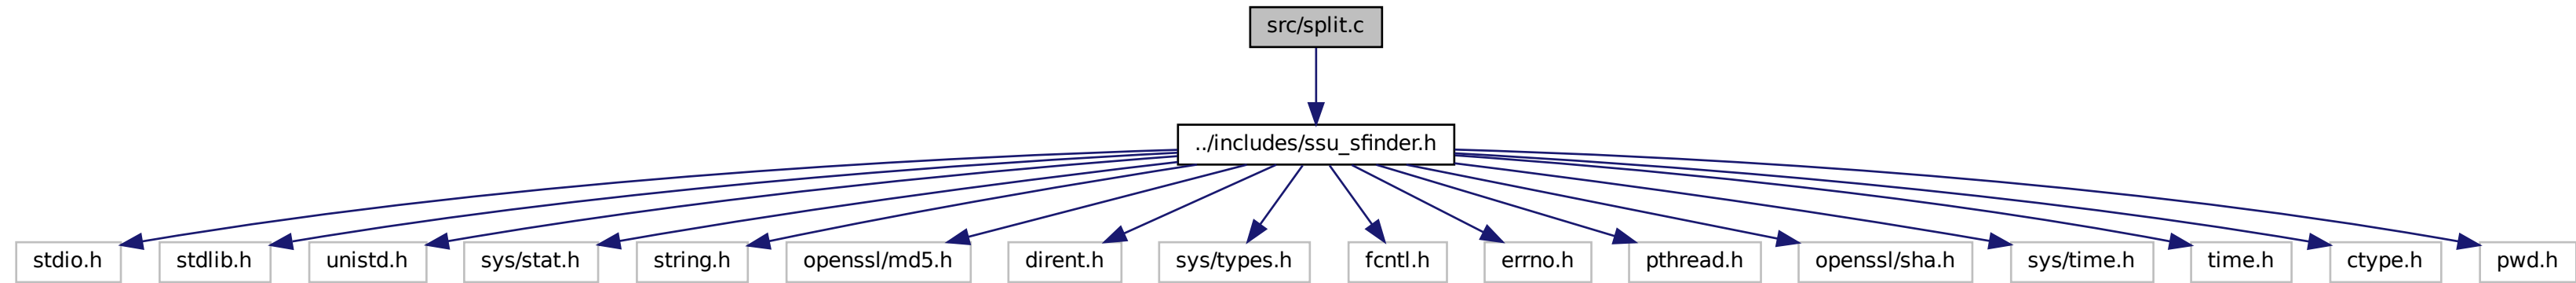 src/split.c
../includes/ssu_sfinder.h
stdio.h
stdlib.h
unistd.h
sys/stat.h
string.h
openssl/md5.h
dirent.h
sys/types.h
fcntl.h
errno.h
pthread.h
openssl/sha.h
sys/time.h
time.h
ctype.h
pwd.h